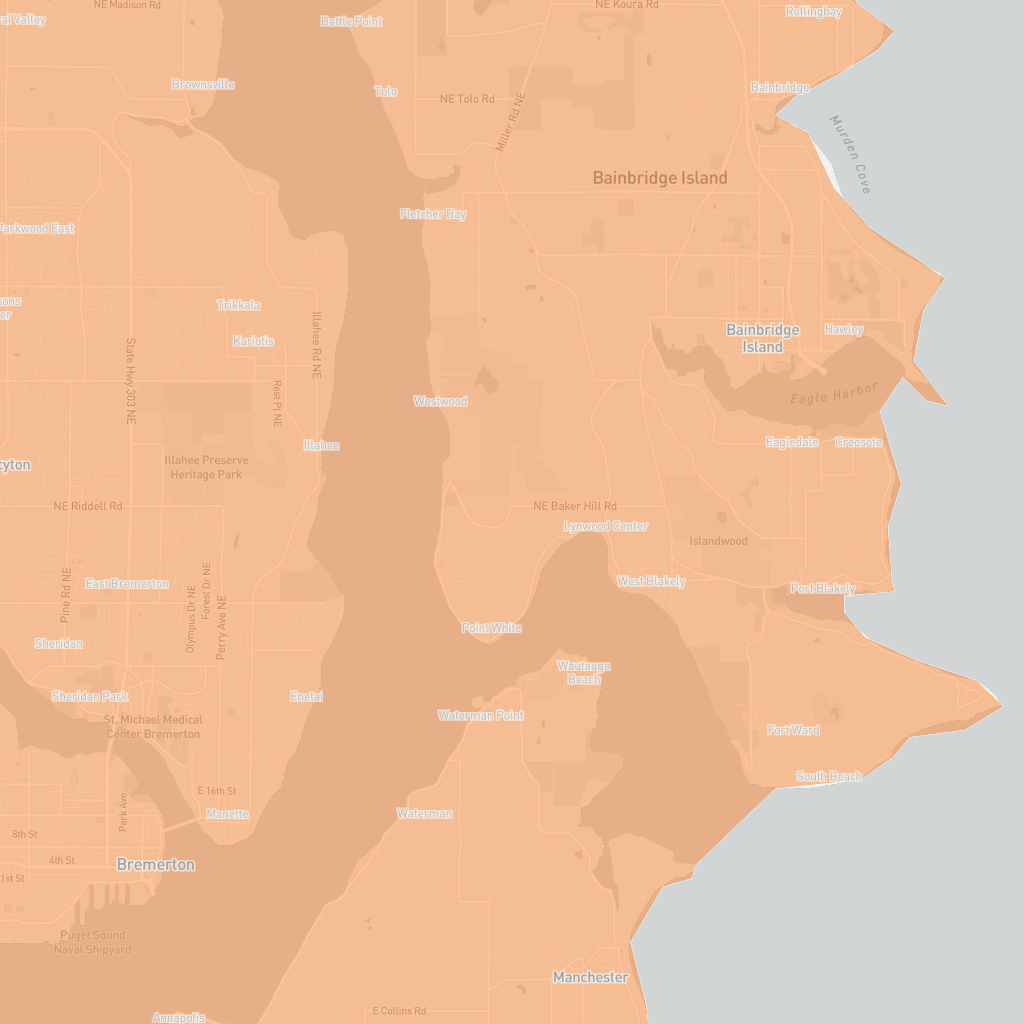 NE Madison Rd
NE Koura Rd
Rollingbay
Battle Point
Brownsville
Tolo
NE Tolo Rd
Bainbridge
Miller Rd NE
Murden Cove
Bainbridge Island
Fletcher Bay
Parkwood East
Trikkala
Kariotis
Illahee Rd NE
State Hwy 303 NE
Rest Pl NE
Bainbridge
Island
Hawley
Eagle Harbor
Westwood
Illahee
Eagledale
Creosote
Illahee Preserve
Heritage Park
NE Riddell Rd
NE Baker Hill Rd
Lynwood Center
Islandwood
East Bremerton
West Blakely
Port Blakely
Pine Rd NE
Olympus Dr NE
Forest Dr NE
Perry Ave NE
Point White
Sheridan
Wautauga
Beach
Sheridan Park
Enetai
Waterman Point
St. Michael Medical
Center Bremerton
Fort Ward
South Beach
E 16th St
Park Ave
Manette
Waterman
8th St
4th St
Bremerton
1st St
Puget Sound
Naval Shipyard
Manchester
E Collins Rd
Annapolis